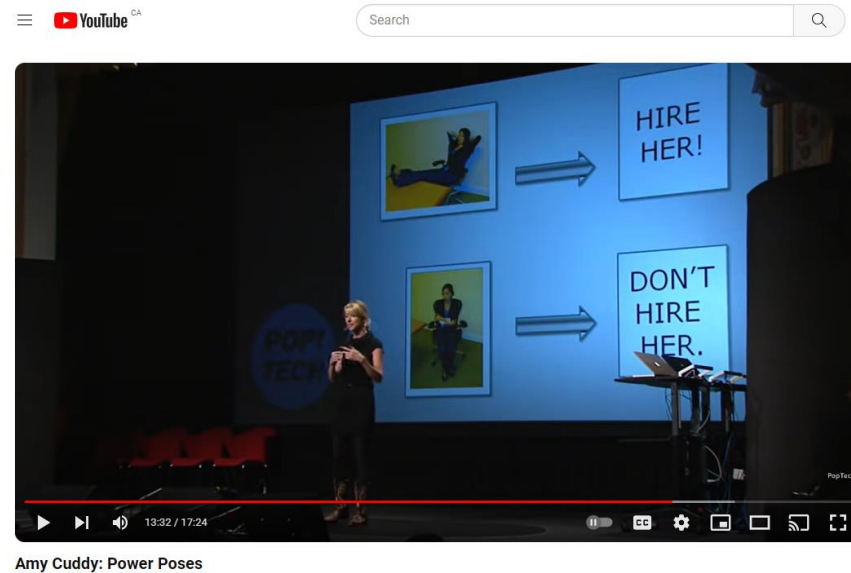 YouTube CA
Search
HIRE
HER!
DON'T
HIRE
HER.
POP!
TECH
PopTec
13:32 / 17:24
CC
Amy Cuddy: Power Poses